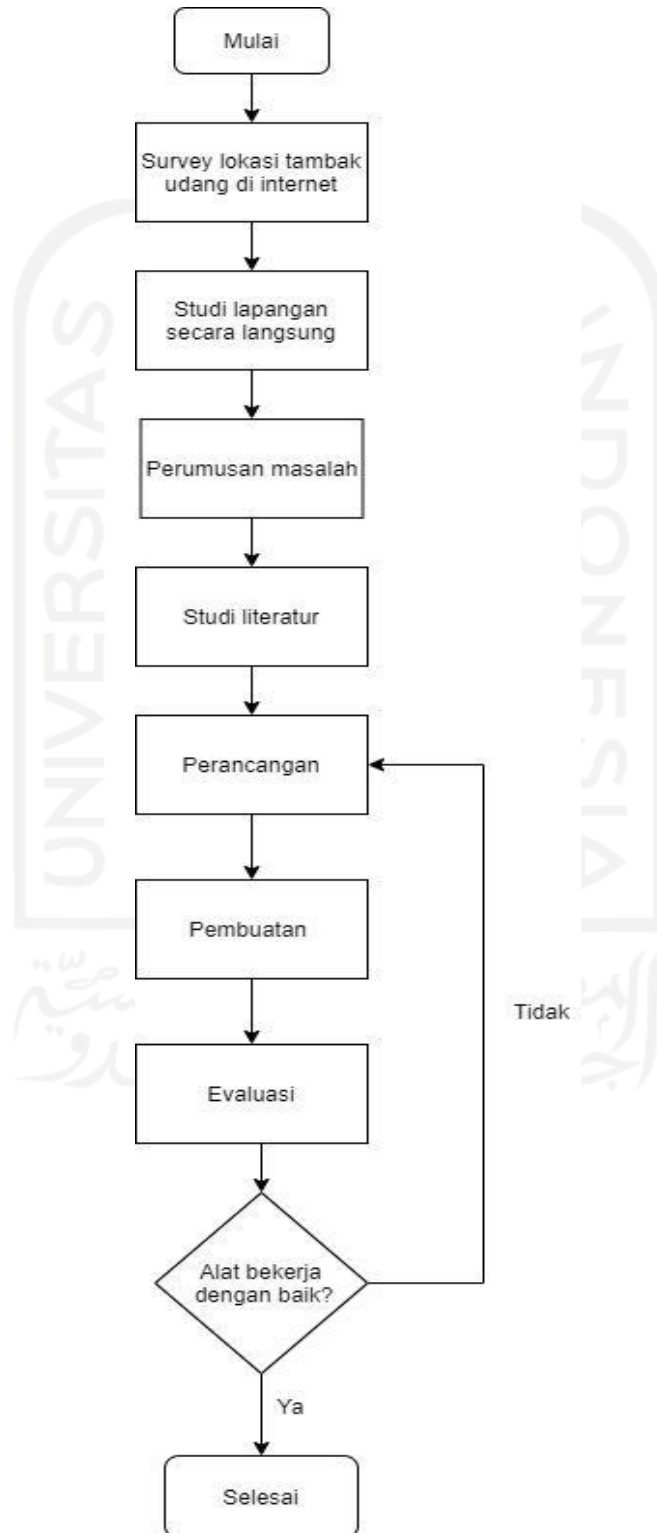 Mulai
Survey lokasi tambak
udang di internet
Studi lapangan
secara langsung
Perumusan masalah
Studi literatur
Perancangan
Pembuatan
Tidak
Evaluasi
Alat bekerja
dengan baik?
Ya
Selesai
UNIVERSITAS